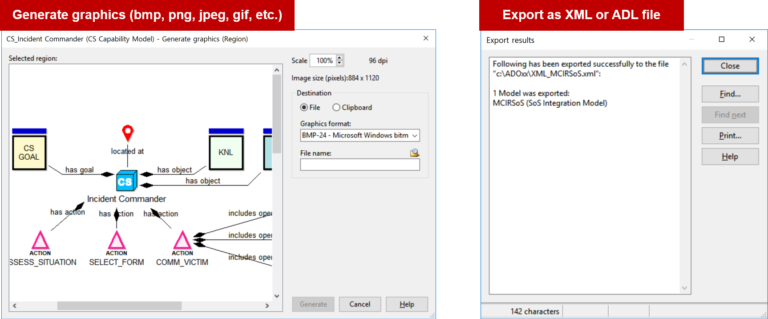 Generate graphics (bmp, png, jpeg, gif, etc.)
CS_Incident Commander (CS Capability Model) - Generate graphics (Region)
Selected region:
CS
GOAL
located at
KNL
has goal
has object
has object
CS
Incident Commander
has action
has action
has action
includes ope
includes ope
includes ope
ACTION
SSESS_SITUATION
ACTION
SELECT_FORM
ACTION
COMM_VICTIM
Scale
100%
96 dpi
Image size (pixels):884 x 1120
Destination
File
Clipboard
Graphics format:
BMP-24 - Microsoft Windows bitm
File name:
Generate
Cancel
Help
Export as XML or ADL file
Export results
Following has been exported successfully to the file
"c:\ADOxx\XML_MCIRSoS.xml":
1 Model was exported:
MCIRSoS (SoS Integration Model)
Close
Find...
Find next
Print...
Help
142 characters